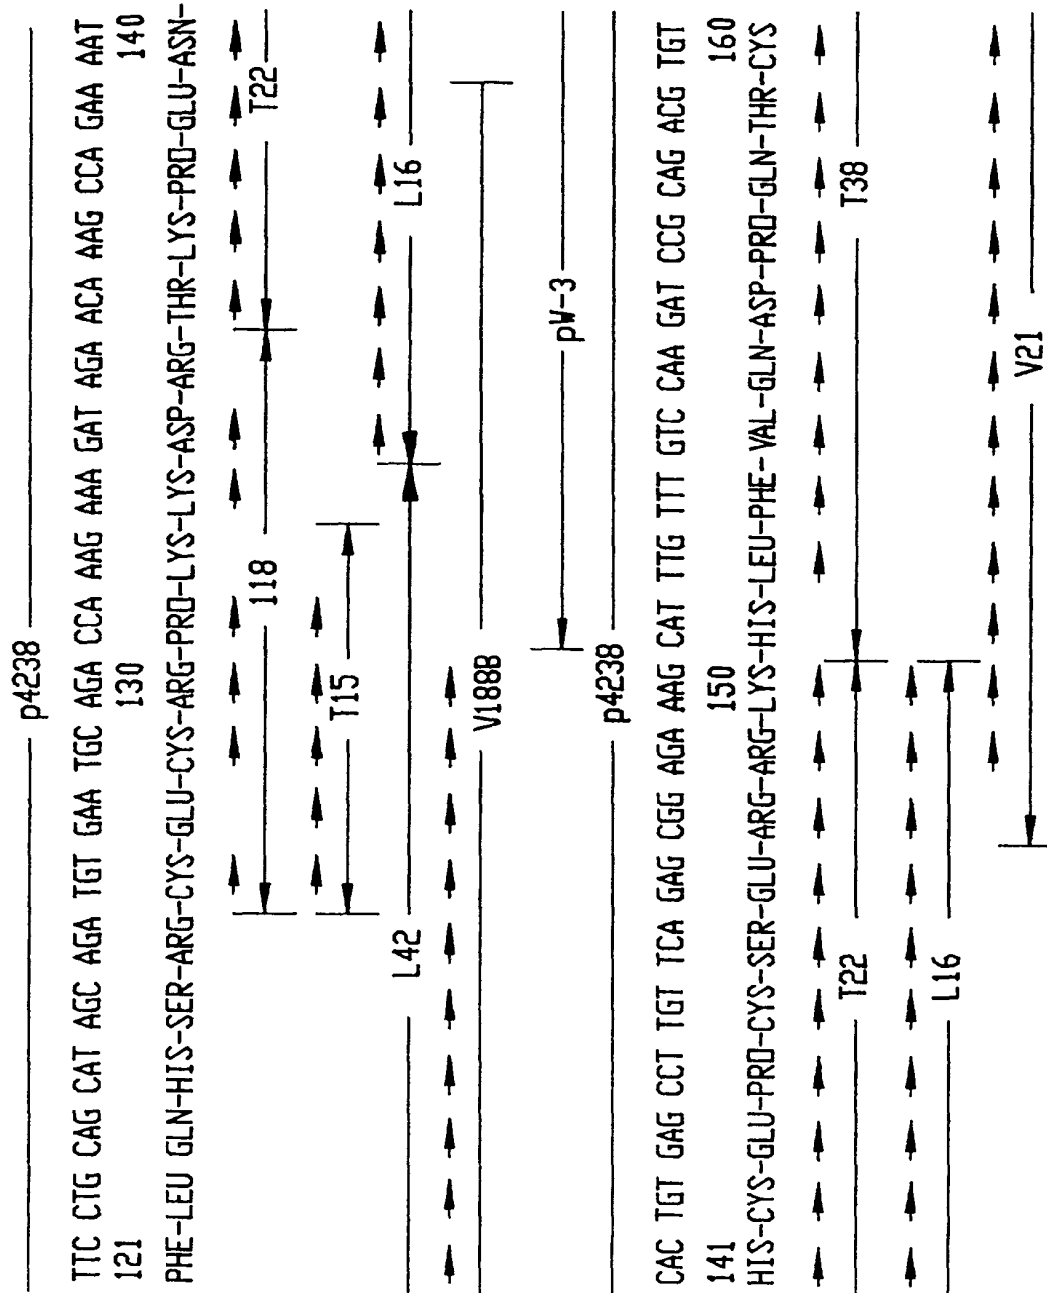 p4238
TTC CTG CAG CAT AGC AGA TGT GAA TGC AGA CCA AAG AAA GAT AGA ACA AAG CCA GAA AAT
121 130 140
PHE-LEU GLN-HIS-SER-ARG-CYS-GLU-CYS-ARG-PRO-LYS-LYS-ASP-ARG-THR-LYS-PRO-GLU-ASN-
118 T22
T15
L42 L16
V188B
pW-3
p4238
CAC TGT GAG CCT TGT TCA GAG CGG AGA AAG CAT TTG TTT GTC CAA GAT CCG CAG ACG TGT
141 150 160
HIS-CYS-GLU-PRO-CYS-SER-GLU-ARG-ARG-LYS-HIS-LEU-PHE-VAL-GLN-ASP-PRO-GLN-THR-CYS
T22 T38
L16
V21